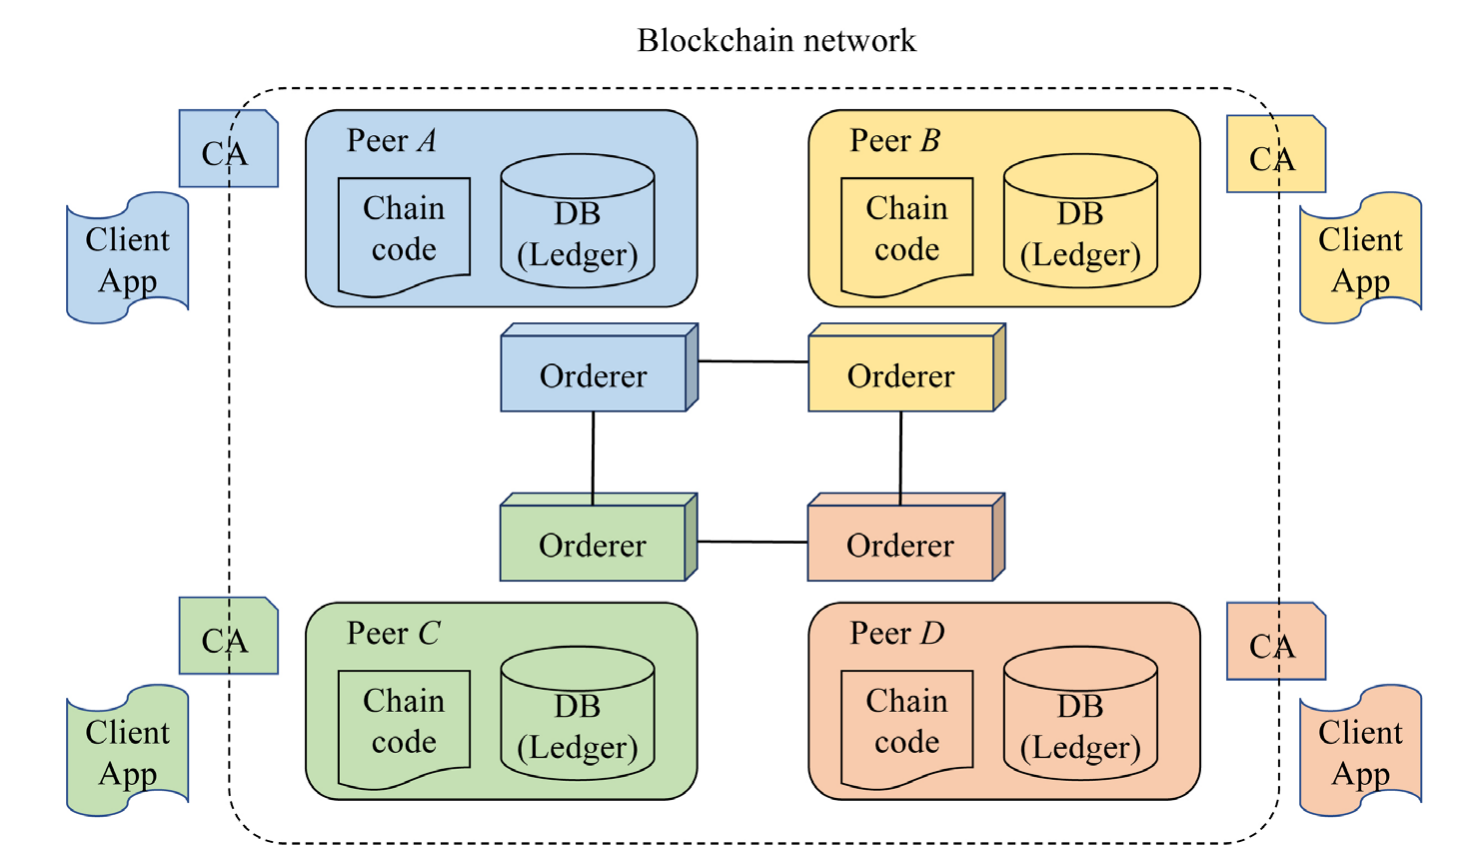 Blockchain network
CA
Peer A
Chain
code
DB
(Ledger)
Client
App
Peer B
Chain
code
DB
(Ledger)
CA
Client
App
Orderer
Orderer
Orderer
Orderer
CA
Peer C
Chain
code
DB
(Ledger)
Client
App
Peer D
Chain
code
DB
(Ledger)
CA
Client
App